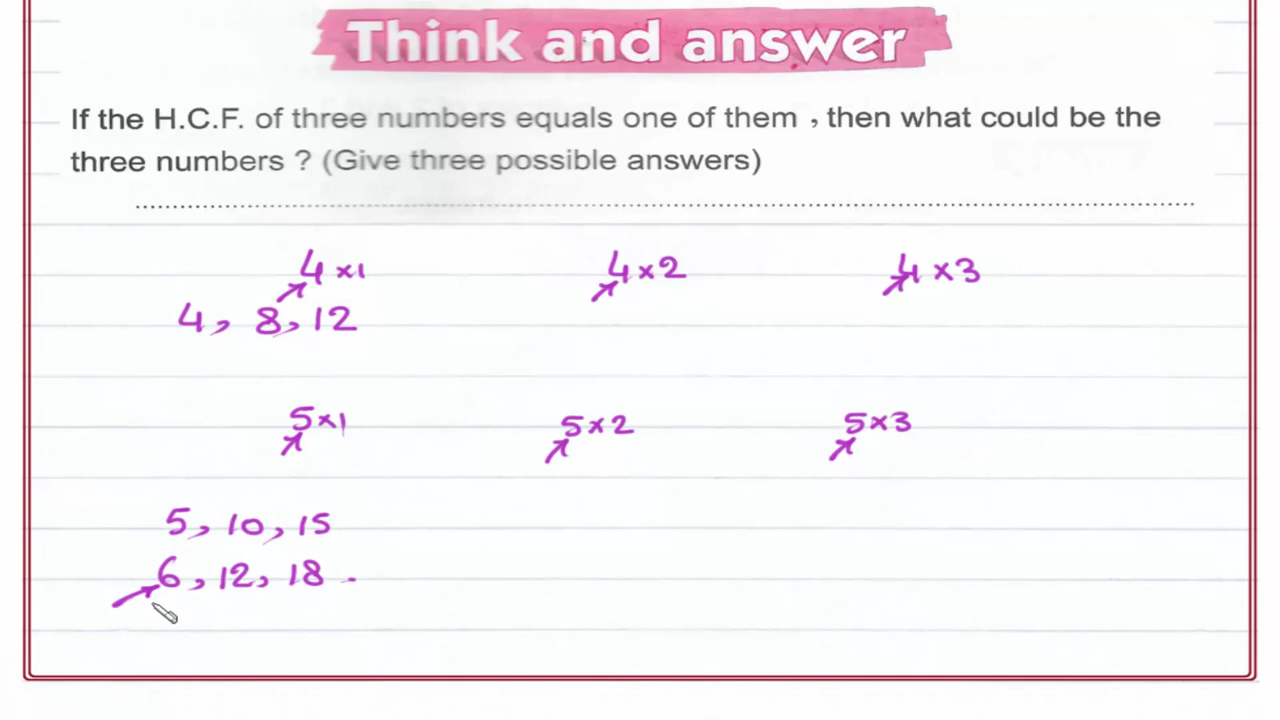 Think and answer
If the H.C.F. of three numbers equals one of them , then what could be the
three numbers ? (Give three possible answers)
4 ×1 4 ×2 4 ×3
4, 8, 12
5 ×1 5 ×2 5 ×3
5, 10, 15
6, 12, 18 .